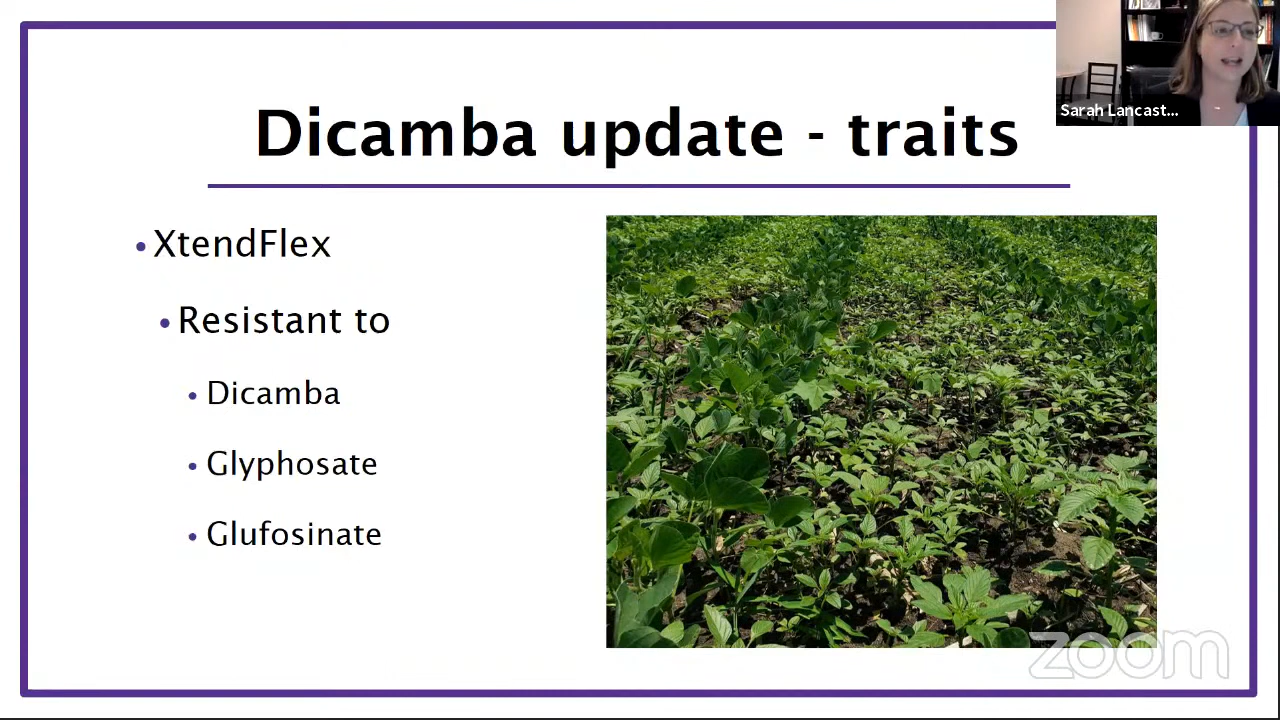 Sarah Lancast...
Dicamba update - traits
•XtendFlex
•Resistant to
•Dicamba
•Glyphosate
•Glufosinate
zoom